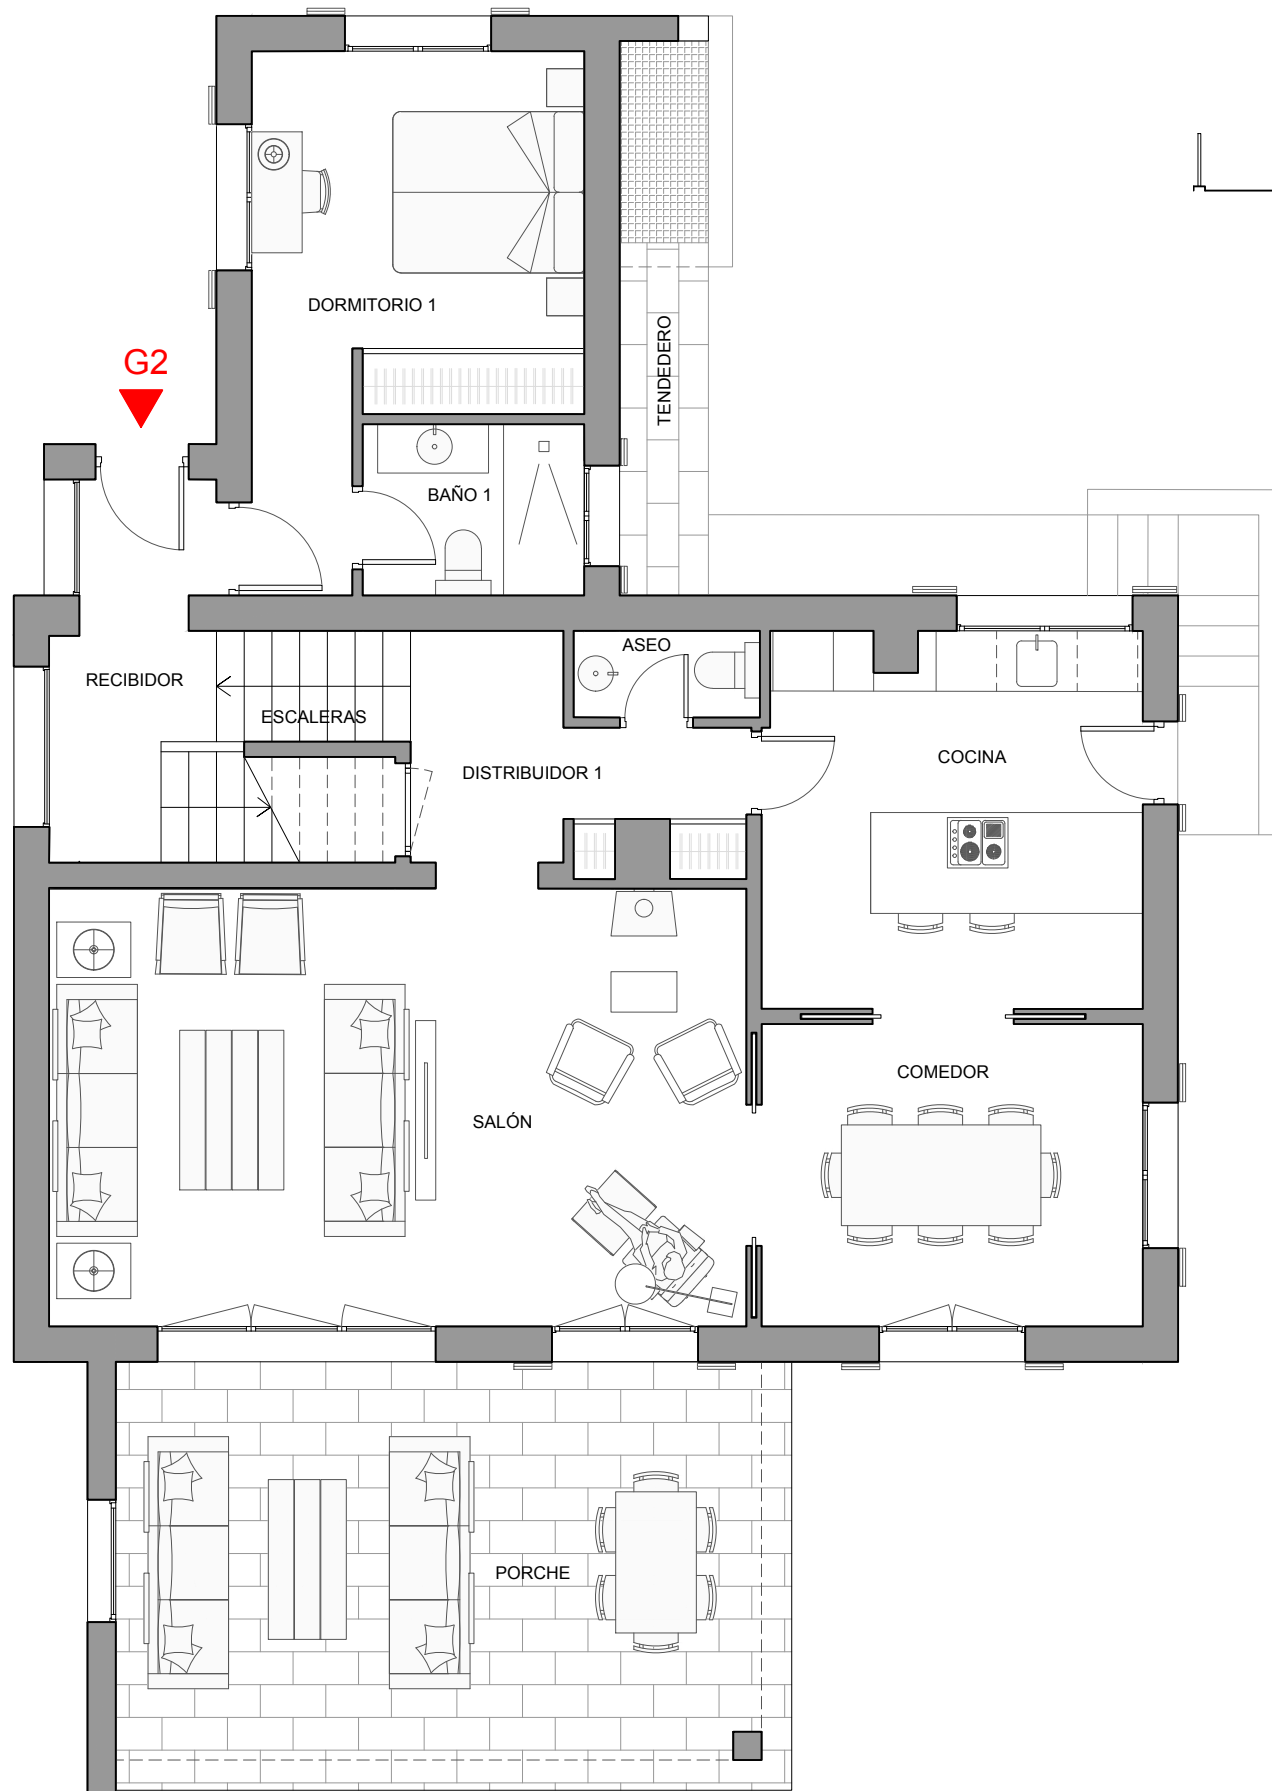 DORMITORIO 1
TENDEDERO
G2
BAÑO 1
ASEO
RECIBIDOR
ESCALERAS
COCINA
DISTRIBUIDOR 1
COMEDOR
SALÓN
PORCHE